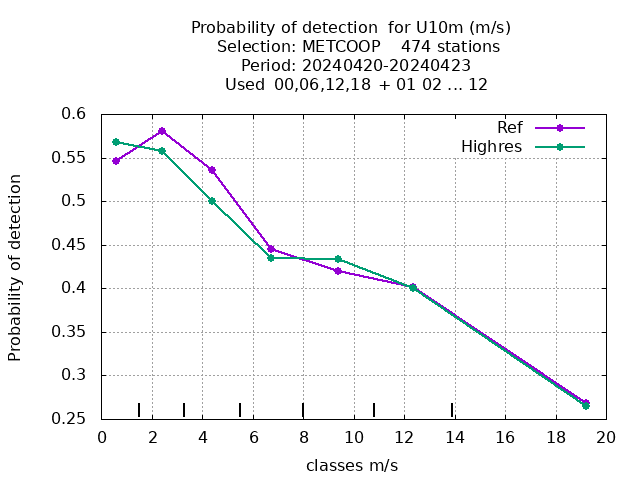 Probability of detection for U10m (m/s)
Selection: METCOOP 474 stations
Period: 20240420-20240423
Used 00,06,12,18 + 01 02 ... 12
Ref
Highres
Probability of detection
0.6
0.55
0.5
0.45
0.4
0.35
0.3
0.25
0 2 4 6 8 10 12 14 16 18 20
classes m/s